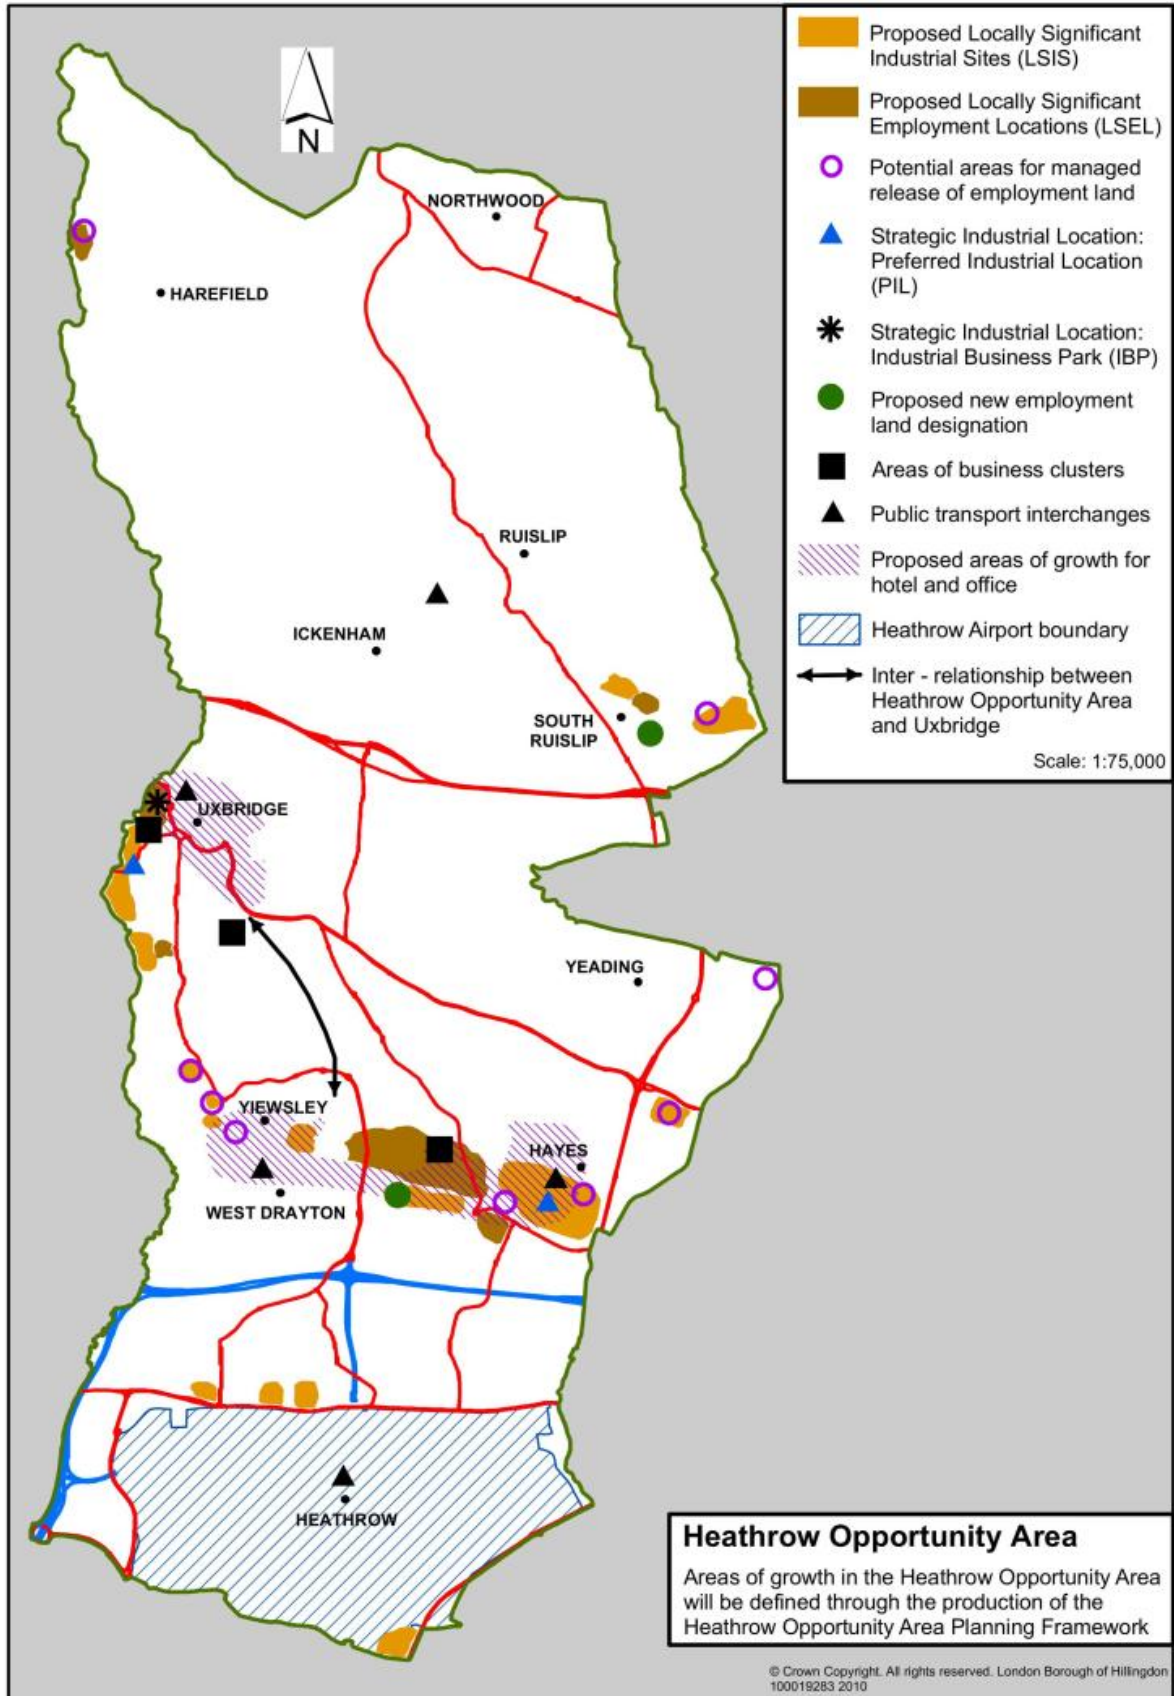 Proposed Locally Significant
Industrial Sites (LSIS)
Proposed Locally Significant
Employment Locations (LSEL)
Potential areas for managed
release of employment land
Strategic Industrial Location:
Preferred Industrial Location
(PIL)
Strategic Industrial Location:
Industrial Business Park (IBP)
Proposed new employment
land designation
Areas of business clusters
Public transport interchanges
Proposed areas of growth for
hotel and office
Heathrow Airport boundary
Inter - relationship between
Heathrow Opportunity Area
and Uxbridge
Scale: 1:75,000
N
NORTHWOOD
HAREFIELD
RUISLIP
ICKENHAM
SOUTH
RUISLIP
UXBRIDGE
YEADING
YIEWSLEY
HAYES
WEST DRAYTON
HEATHROW
Heathrow Opportunity Area
Areas of growth in the Heathrow Opportunity Area
will be defined through the production of the
Heathrow Opportunity Area Planning Framework
© Crown Copyright. All rights reserved. London Borough of Hillingdon
100019283 2010